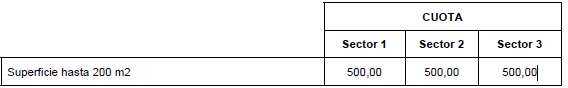 CUOTA
Sector 1 Sector 2 Sector 3
Superficie hasta 200 m2 500,00 500,00 500,00